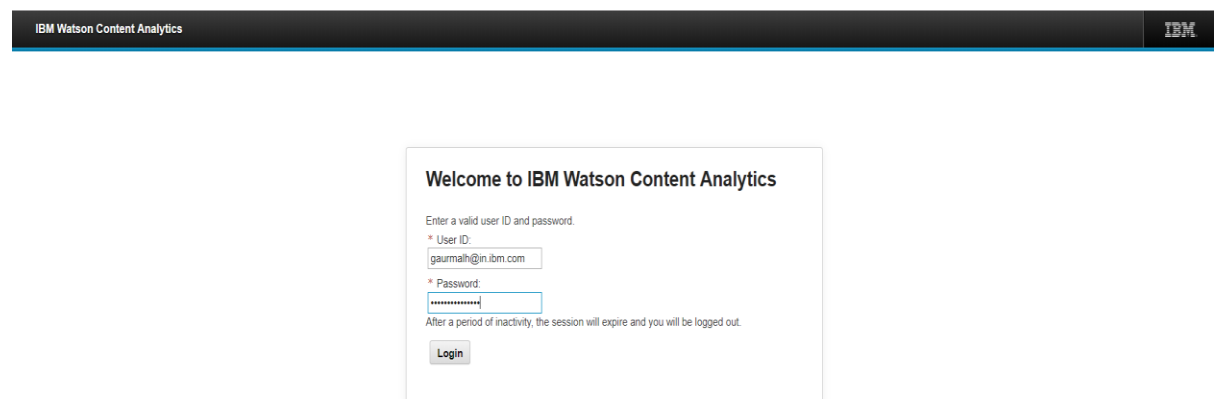 IBM Watson Content Analytics
IBM
Welcome to IBM Watson Content Analytics
Enter a valid user ID and password.
* User ID:
gaurmalh@in.ibm.com
* Password:
•••••••••••••••
After a period of inactivity, the session will expire and you will be logged out.
Login